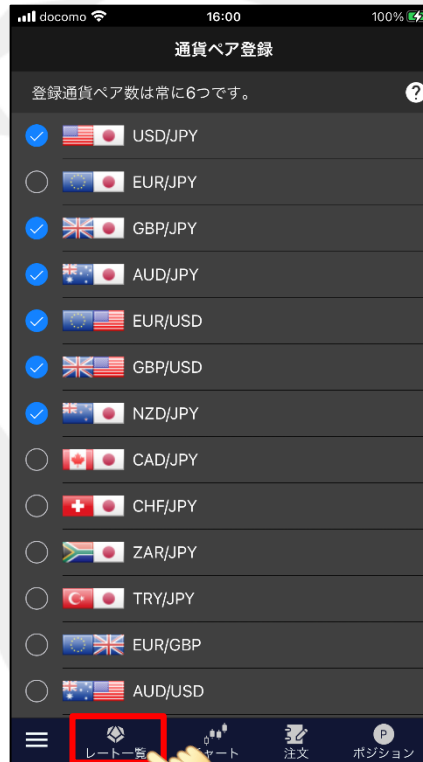 docomo 16:00 100%
通貨ペア登録
登録通貨ペア数は常に6つです。 ?
USD/JPY
EUR/JPY
GBP/JPY
AUD/JPY
EUR/USD
GBP/USD
NZD/JPY
CAD/JPY
CHF/JPY
ZAR/JPY
TRY/JPY
EUR/GBP
AUD/USD
P
レート一覧 ート 注文 ポジション